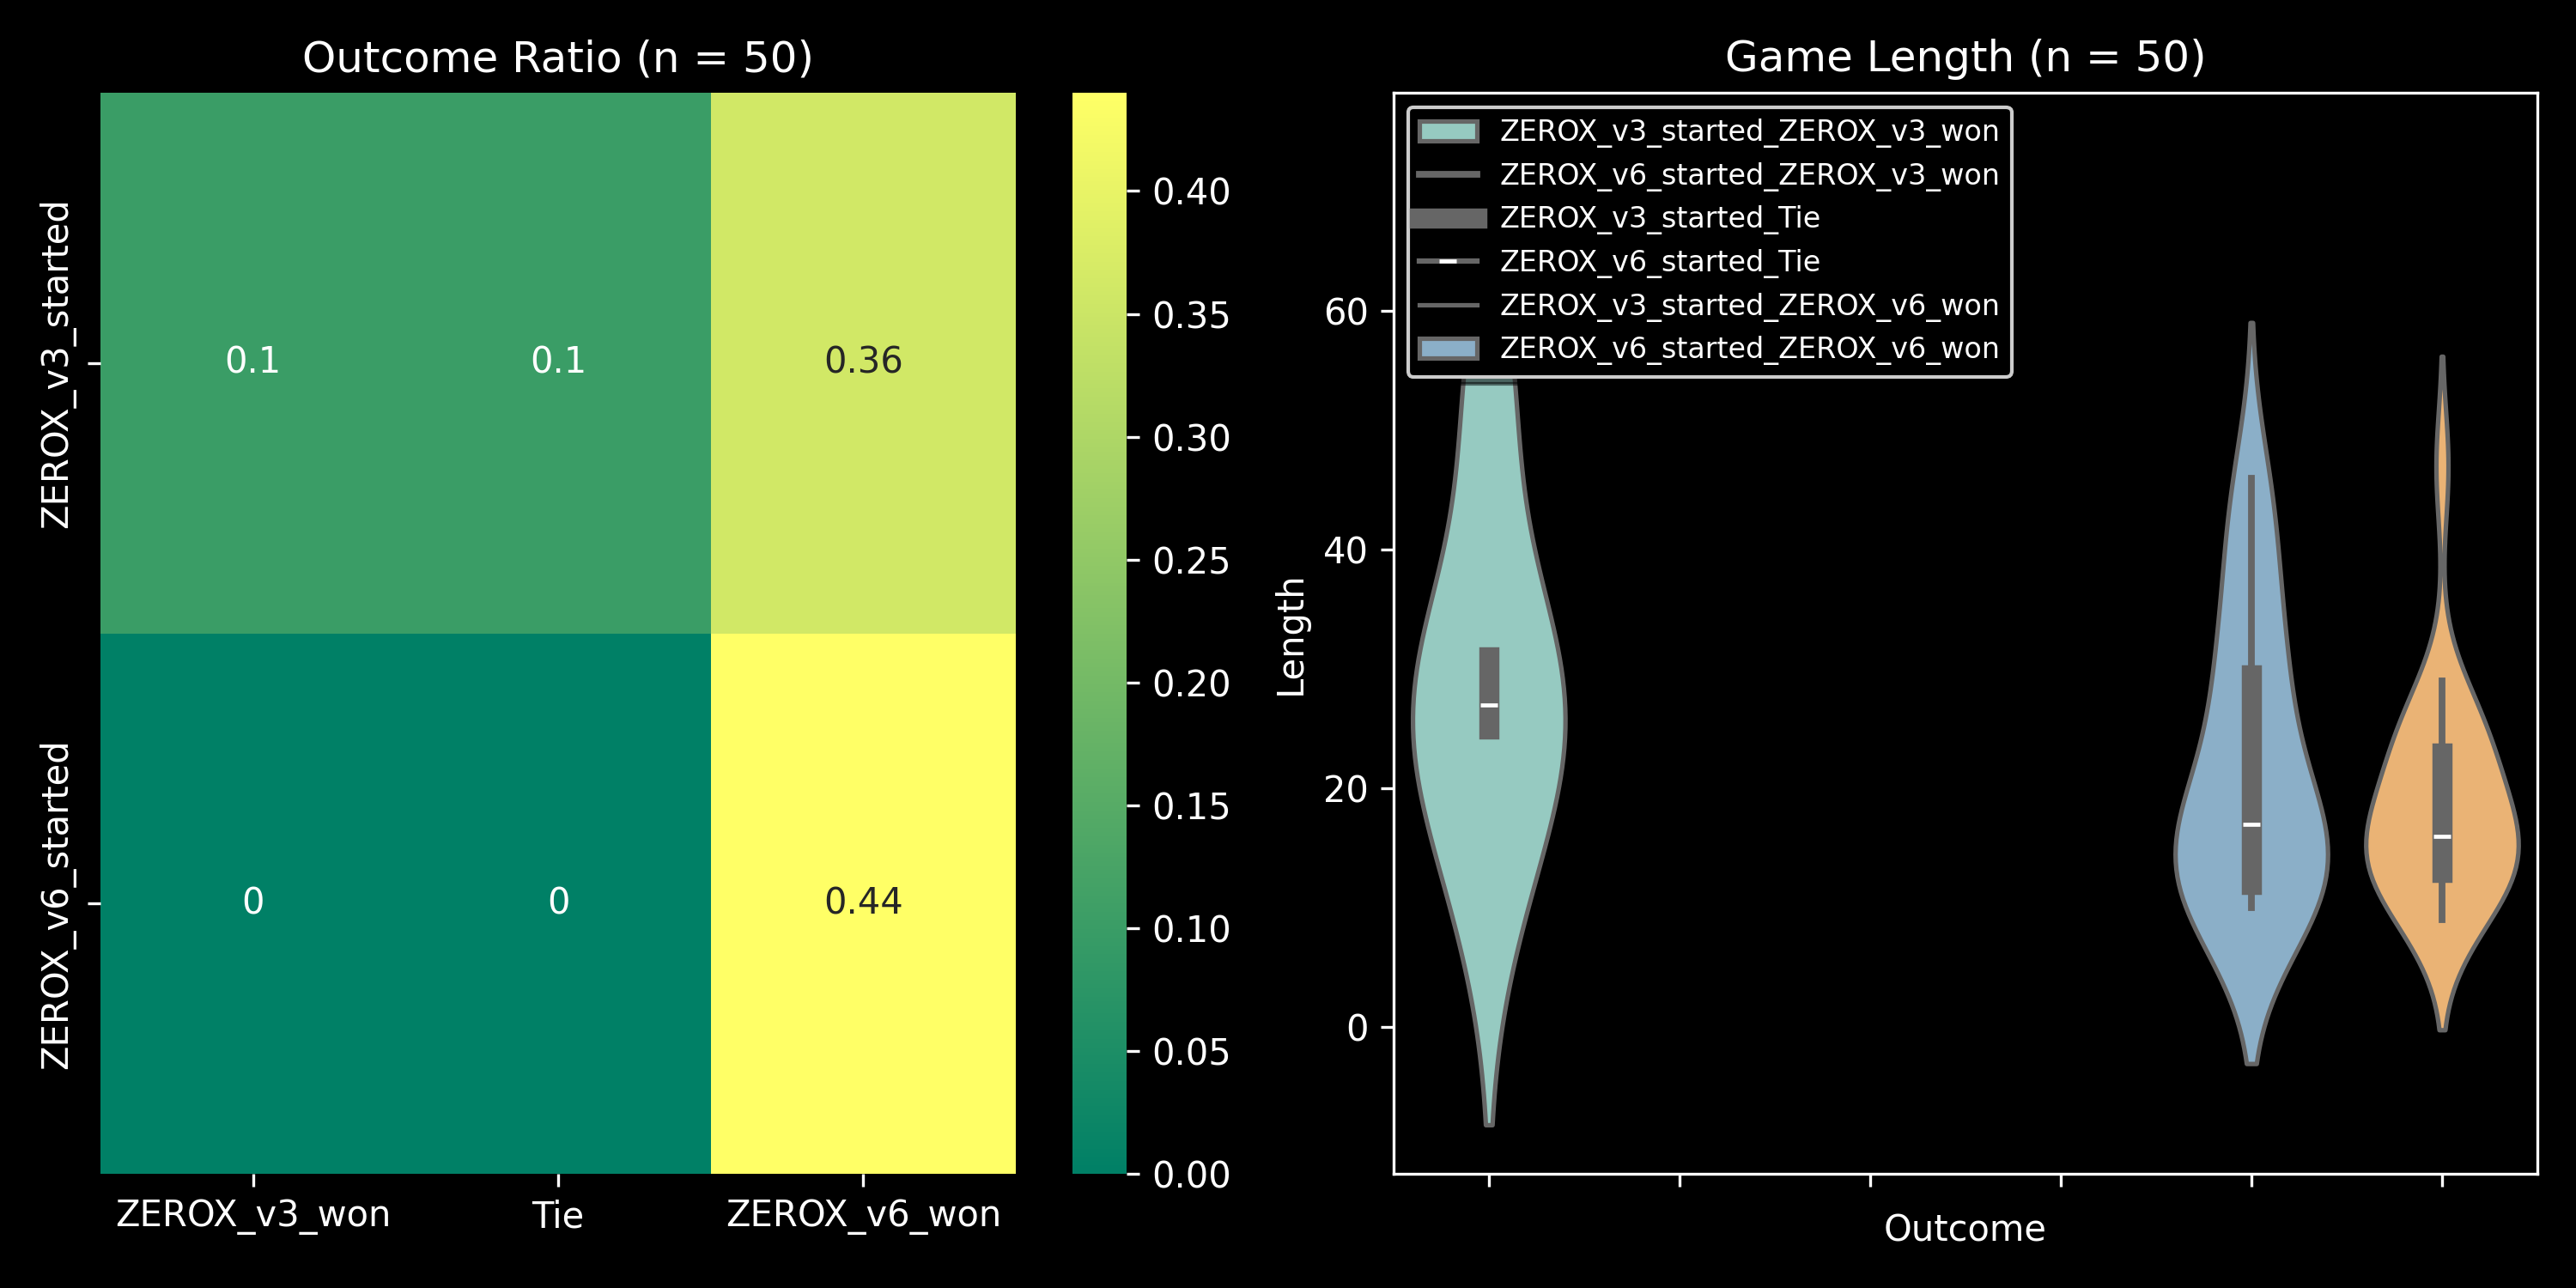 Outcome Ratio (n = 50)
ZEROX_v3_started
ZEROX_v6_started
0.1
0.1
0.36
0
0
0.44
ZEROX_v3_won
Tie
ZEROX_v6_won
0.40
0.35
0.30
0.25
0.20
0.15
0.10
0.05
0.00
Game Length (n = 50)
ZEROX_v3_started_ZEROX_v3_won
ZEROX_v6_started_ZEROX_v3_won
ZEROX_v3_started_Tie
ZEROX_v6_started_Tie
ZEROX_v3_started_ZEROX_v6_won
ZEROX_v6_started_ZEROX_v6_won
Length
60
40
20
0
Outcome